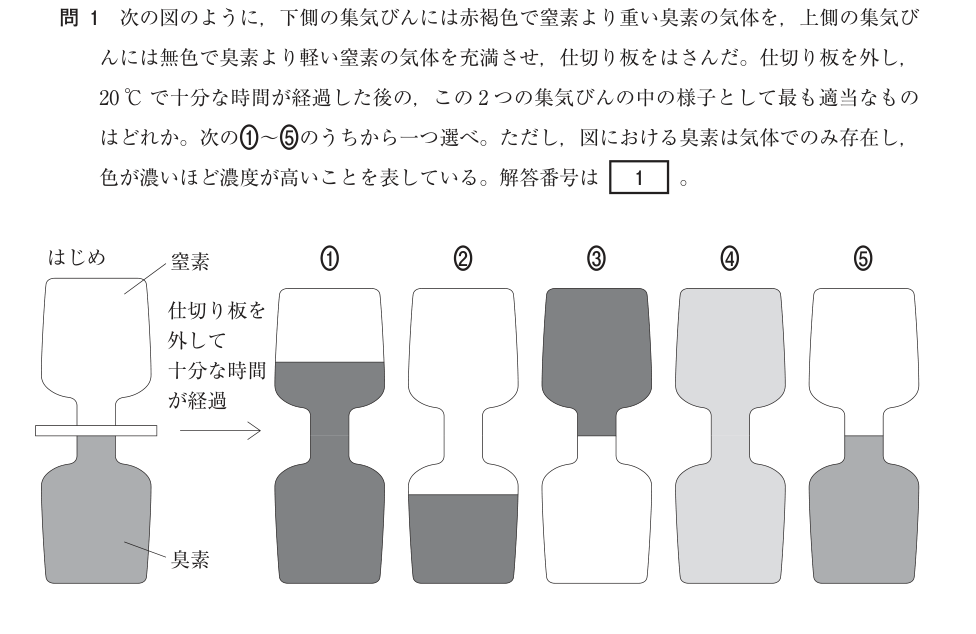 問 1 次の図のように，下側の集気びんには赤褐色で窒素より重い臭素の気体を，上側の集気び
んには無色で臭素より軽い窒素の気体を充満させ，仕切り板をはさんだ。仕切り板を外し，
20 ℃ で十分な時間が経過した後の，この 2 つの集気びんの中の様子として最も適当なもの
はどれか。次の①～⑤のうちから一つ選べ。ただし，図における臭素は気体でのみ存在し，
色が濃いほど濃度が高いことを表している。解答番号は 1 。
はじめ
窒素
① ② ③ ④ ⑤
仕切り板を
外して
十分な時間
が経過
臭素